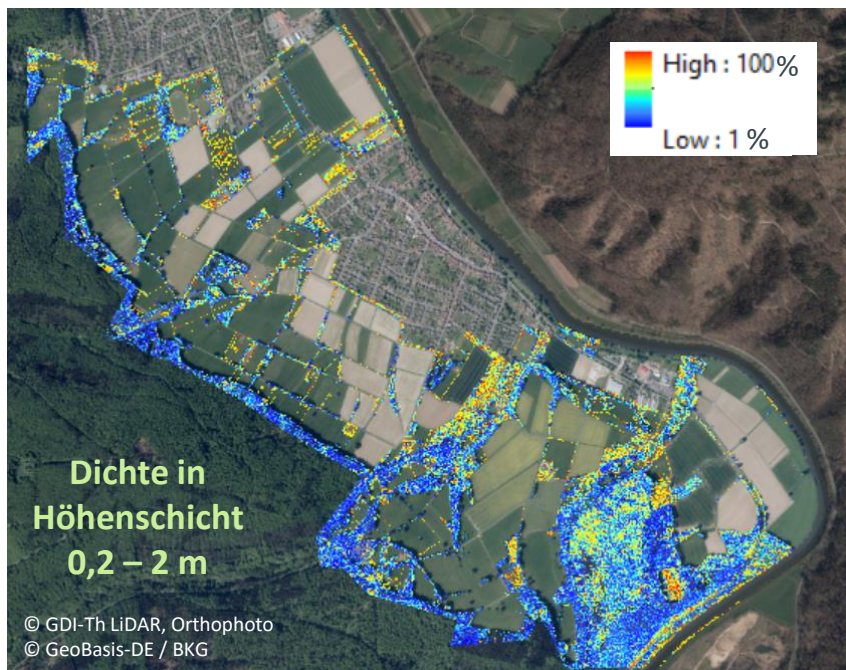 High : 100%
Low : 1 %
Dichte in
Höhenschicht
0,2 – 2 m
© GDI-Th LiDAR, Orthophoto
© GeoBasis-DE / BKG